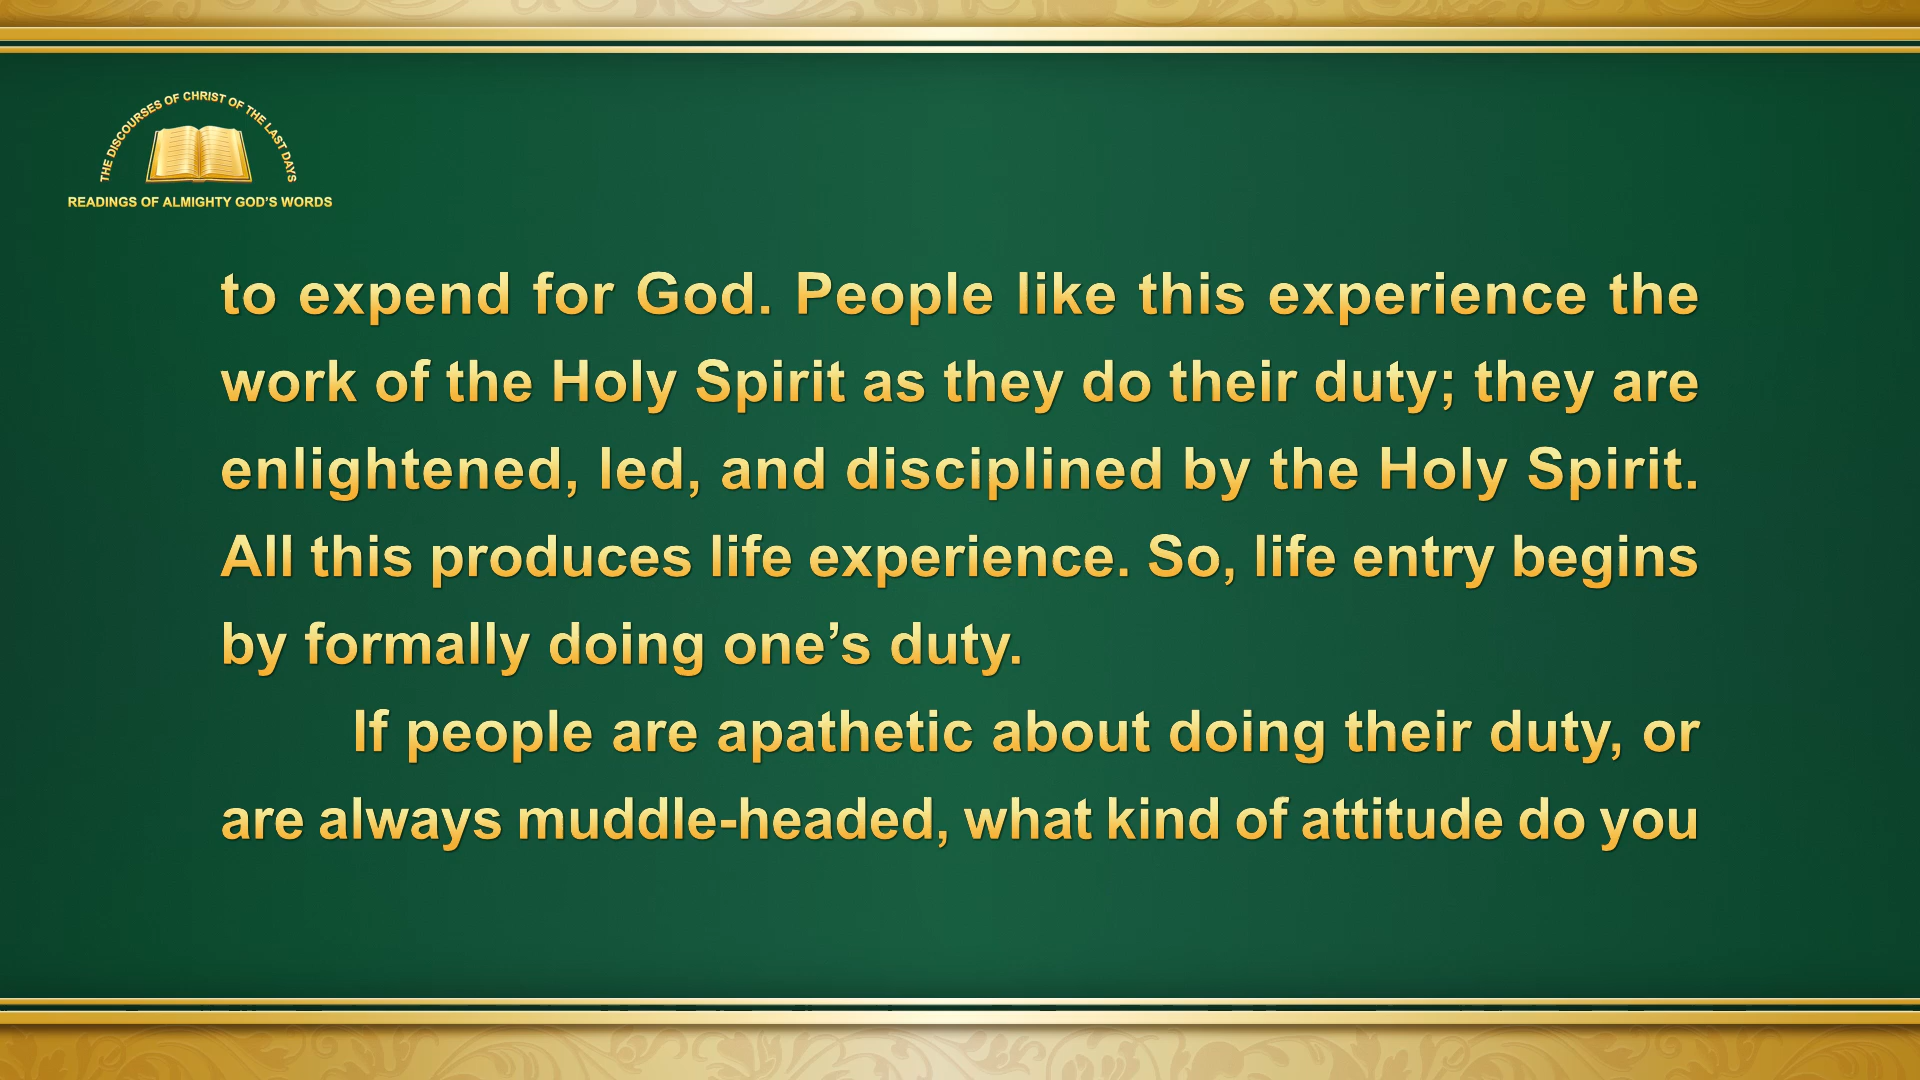 THE DISCOURSES OF CHRIST OF THE LAST DAYS
READINGS OF ALMIGHTY GOD’S WORDS
to expend for God. People like this experience the
work of the Holy Spirit as they do their duty; they are
enlightened, led, and disciplined by the Holy Spirit.
All this produces life experience. So, life entry begins
by formally doing one’s duty.
If people are apathetic about doing their duty, or
are always muddle-headed, what kind of attitude do you